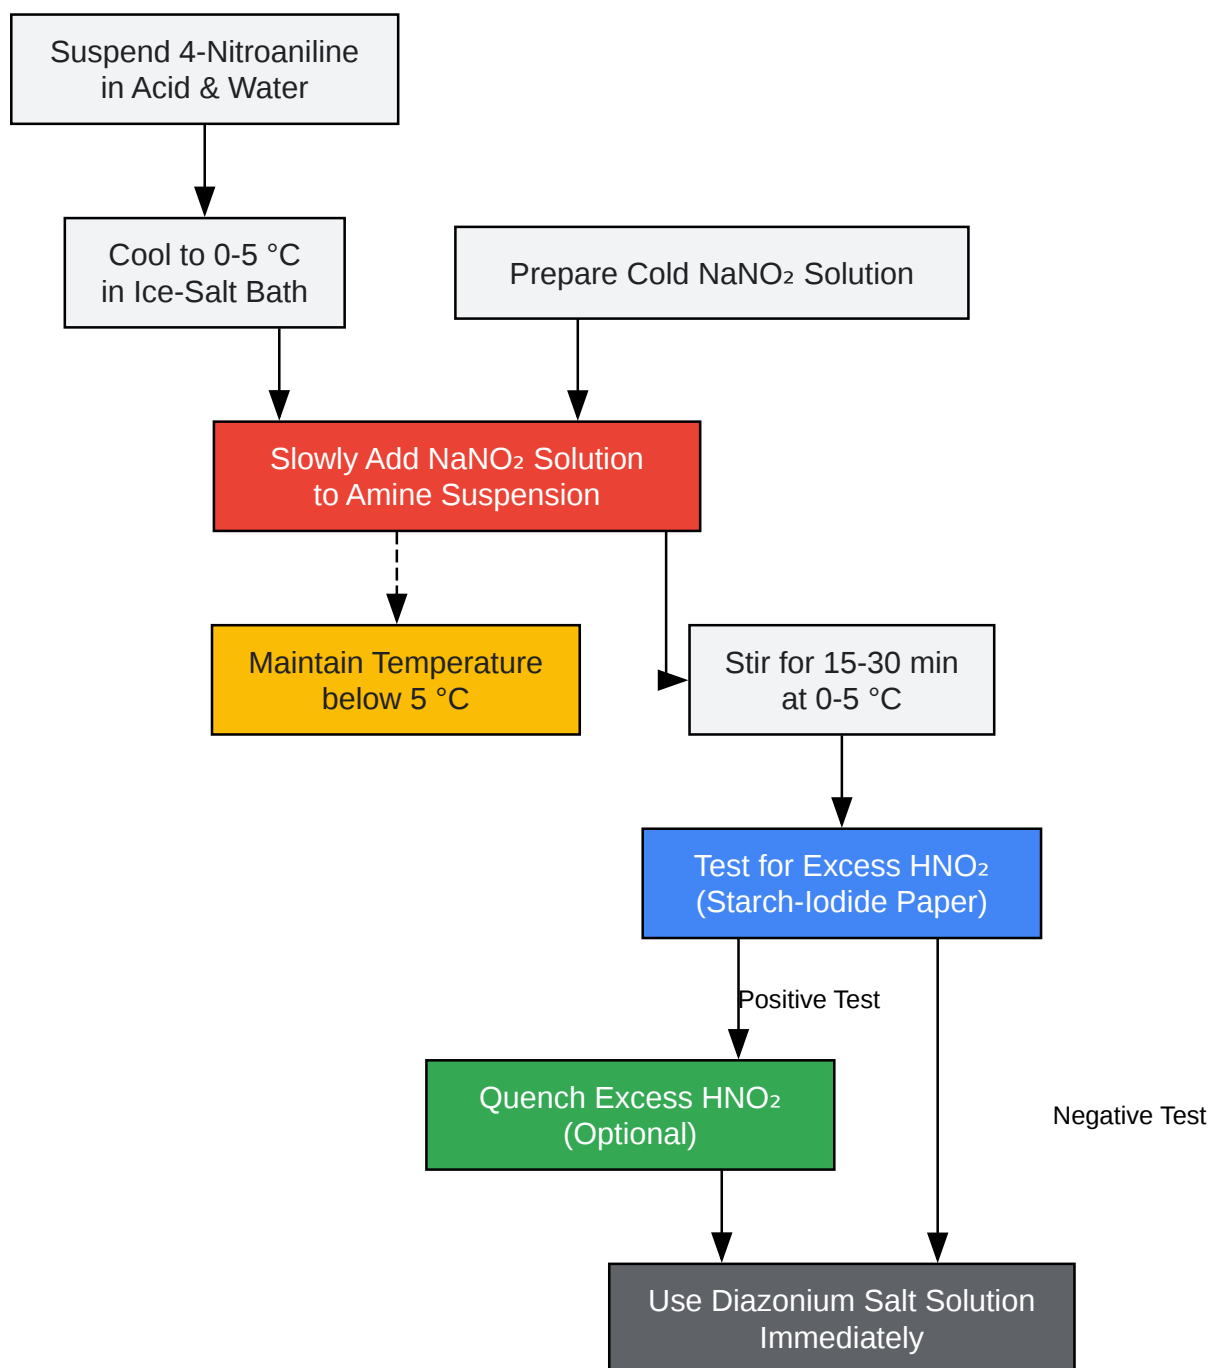 Suspend 4-Nitroaniline
in Acid & Water
Cool to 0-5 °C
in Ice-Salt Bath
Prepare Cold NaNO₂ Solution
Slowly Add NaNO₂ Solution
to Amine Suspension
Maintain Temperature
below 5 °C
Stir for 15-30 min
at 0-5 °C
Test for Excess HNO₂
(Starch-Iodide Paper)
Positive Test
Quench Excess HNO₂
(Optional)
Negative Test
Use Diazonium Salt Solution
Immediately